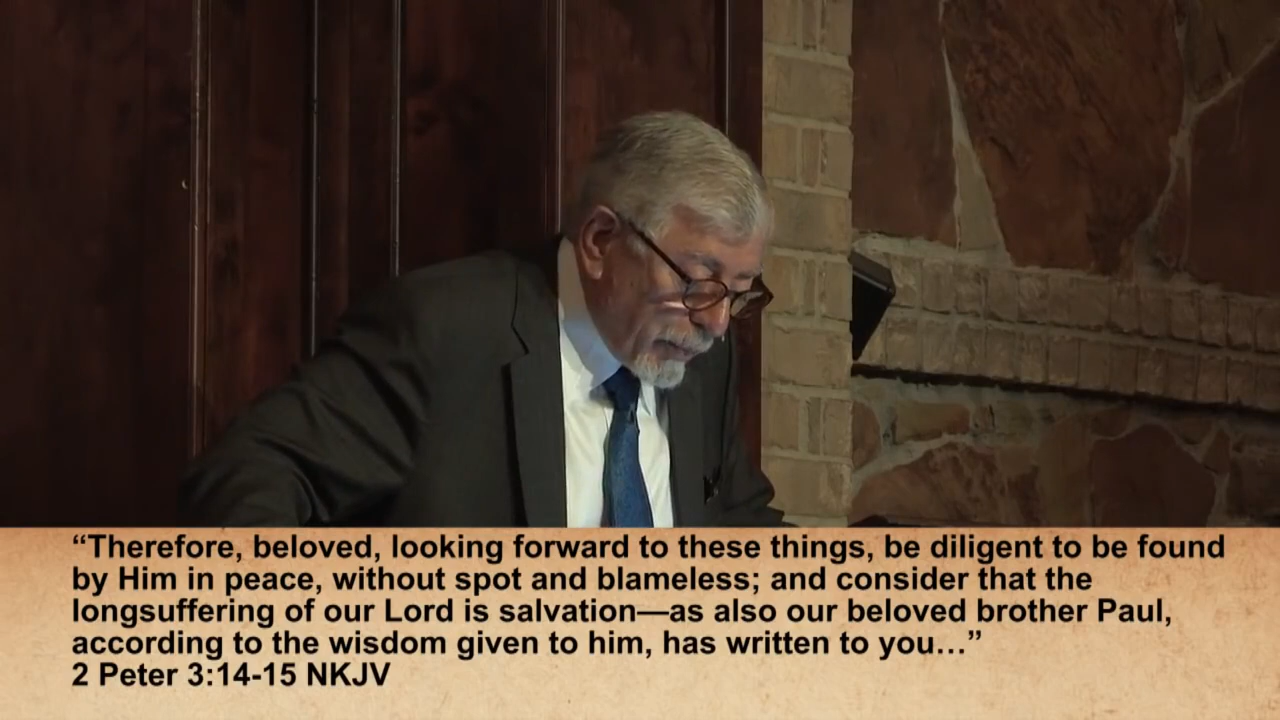 “Therefore, beloved, looking forward to these things, be diligent to be found
by Him in peace, without spot and blameless; and consider that the
longsuffering of our Lord is salvation—as also our beloved brother Paul,
according to the wisdom given to him, has written to you…”
2 Peter 3:14-15 NKJV